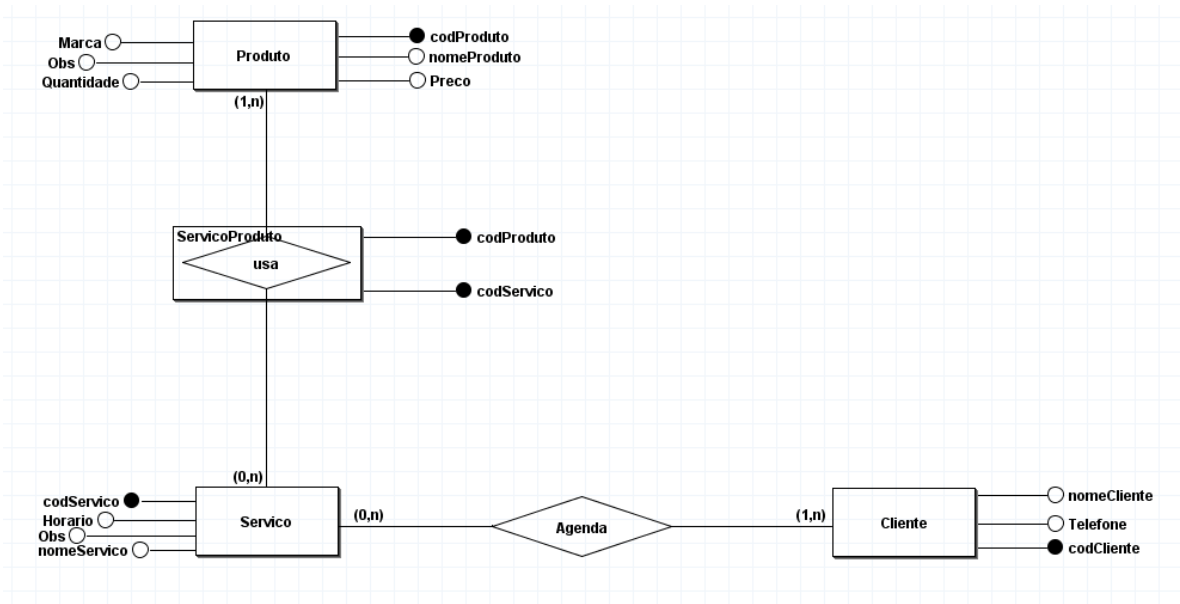 Marca
Obs
Quantidade
Produto
codProduto
nomeProduto
Preco
(1,n)
ServicoProduto
usa
codProduto
codServico
(0,n)
codServico
Horario
Obs
nomeServico
Servico
(0,n)
Agenda
(1,n)
Cliente
nomeCliente
Telefone
codCliente